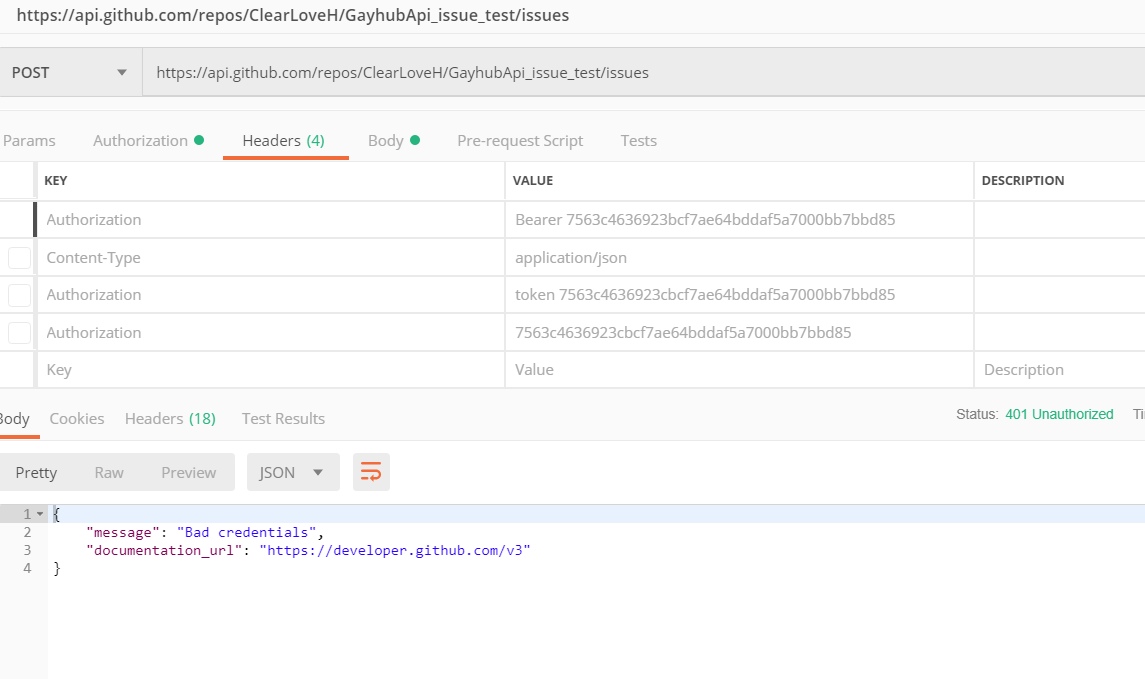 https://api.github.com/repos/ClearLoveH/GayhubApi_issue_test/issues
POST https://api.github.com/repos/ClearLoveH/GayhubApi_issue_test/issues
Params Authorization Headers (4) Body Pre-request Script Tests
KEY VALUE DESCRIPTION
Authorization Bearer 7563c4636923bcf7ae64bddaf5a7000bb7bbd85
Content-Type application/json
Authorization token 7563c4636923cbcf7ae64bddaf5a7000bb7bbd85
Authorization 7563c4636923cbcf7ae64bddaf5a7000bb7bbd85
Key Value Description
Body Cookies Headers (18) Test Results Status: 401 Unauthorized Ti
Pretty Raw Preview JSON
1 {
2 "message": "Bad credentials",
3 "documentation_url": "https://developer.github.com/v3"
4 }